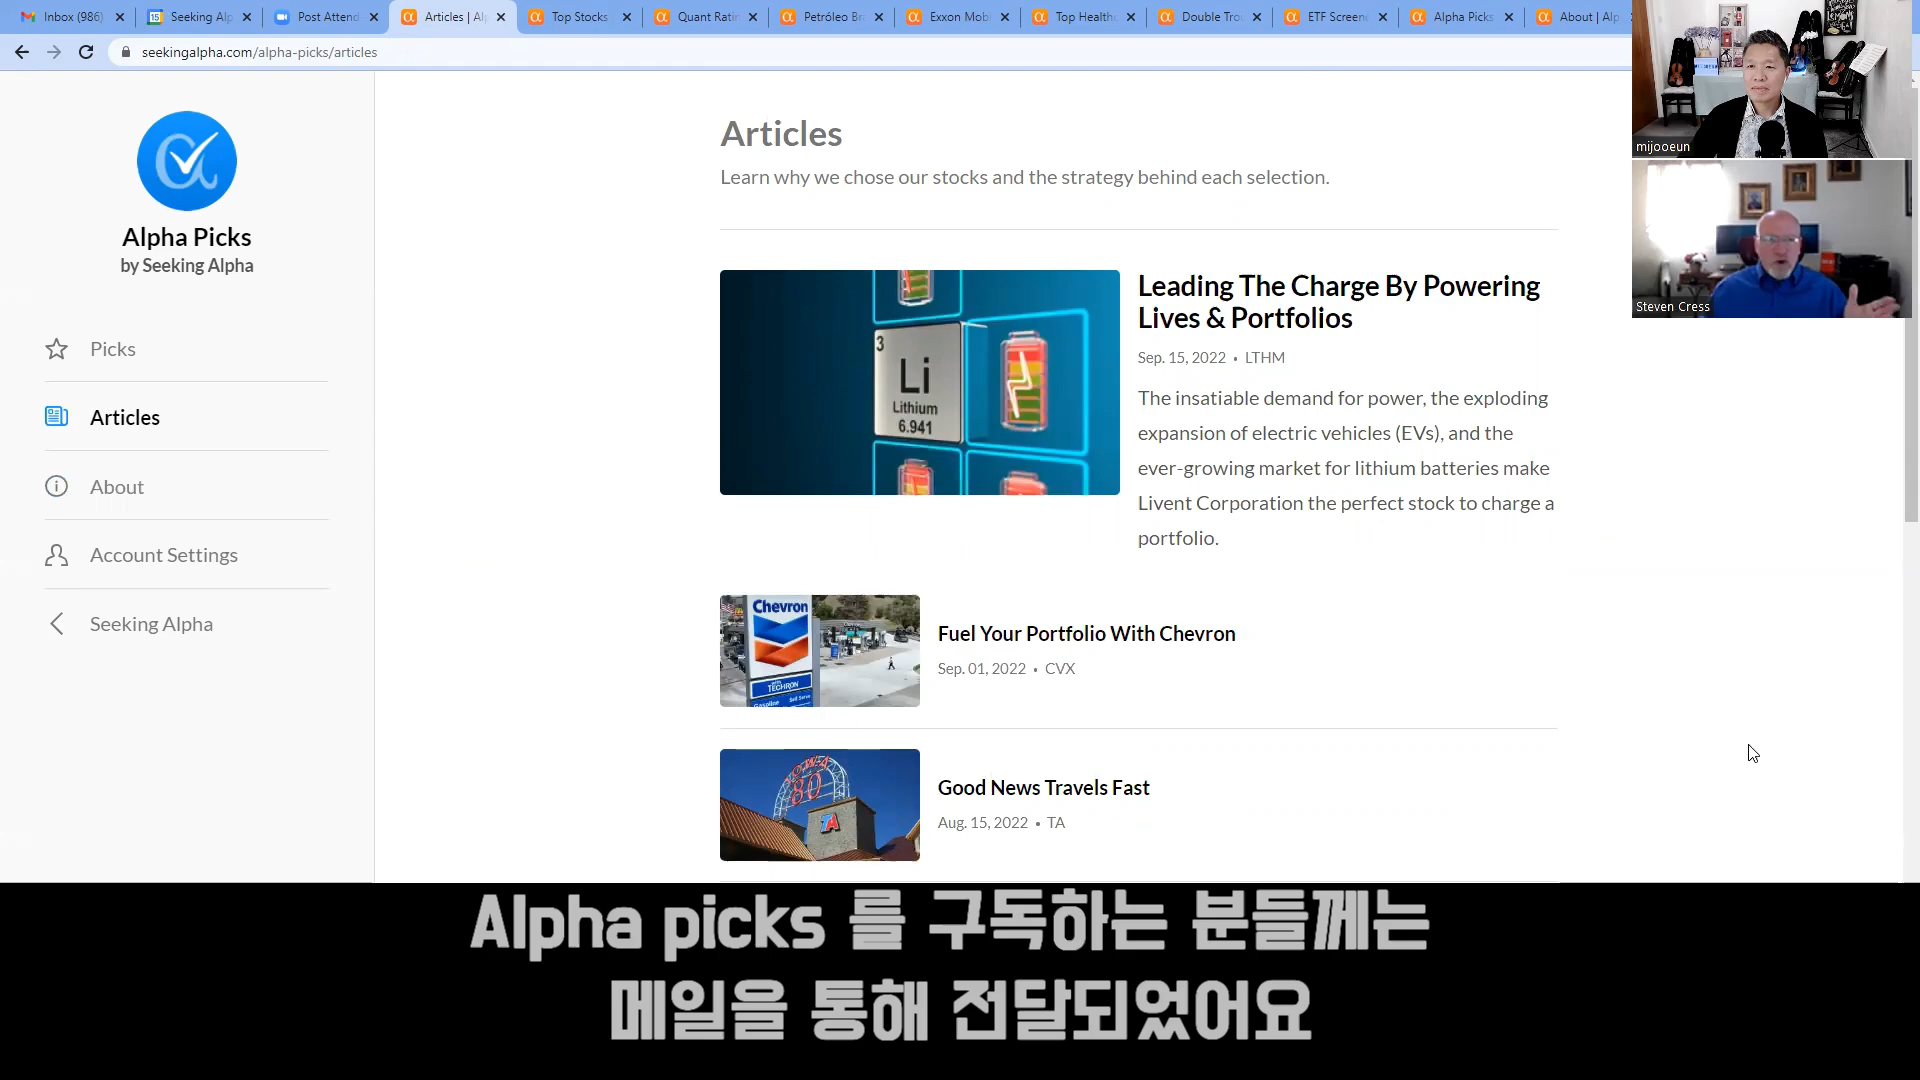 Inbox (986)
Seeking Al
Post Attend
Articles | Al
Top Stocks
Quant Ratin
Petróleo Br
Exxon Mobi
Top Health
Double Tro
ETF Screen
Alpha Picks
About | Alp
seekingalpha.com/alpha-picks/articles
mijooeun
Steven Cress
Alpha Picks
by Seeking Alpha
Picks
Articles
About
Account Settings
Seeking Alpha
Articles
Learn why we chose our stocks and the strategy behind each selection.
3
Li
Lithium
6.941
Leading The Charge By Powering
Lives & Portfolios
Sep. 15, 2022 • LTHM
The insatiable demand for power, the exploding
expansion of electric vehicles (EVs), and the
ever-growing market for lithium batteries make
Livent Corporation the perfect stock to charge a
portfolio.
Chevron
TECHRON
Gasoline
Fuel Your Portfolio With Chevron
Sep. 01, 2022 • CVX
80
TA
Good News Travels Fast
Aug. 15, 2022 • TA
Alpha picks 를 구독하는 분들께는
메일을 통해 전달되었어요